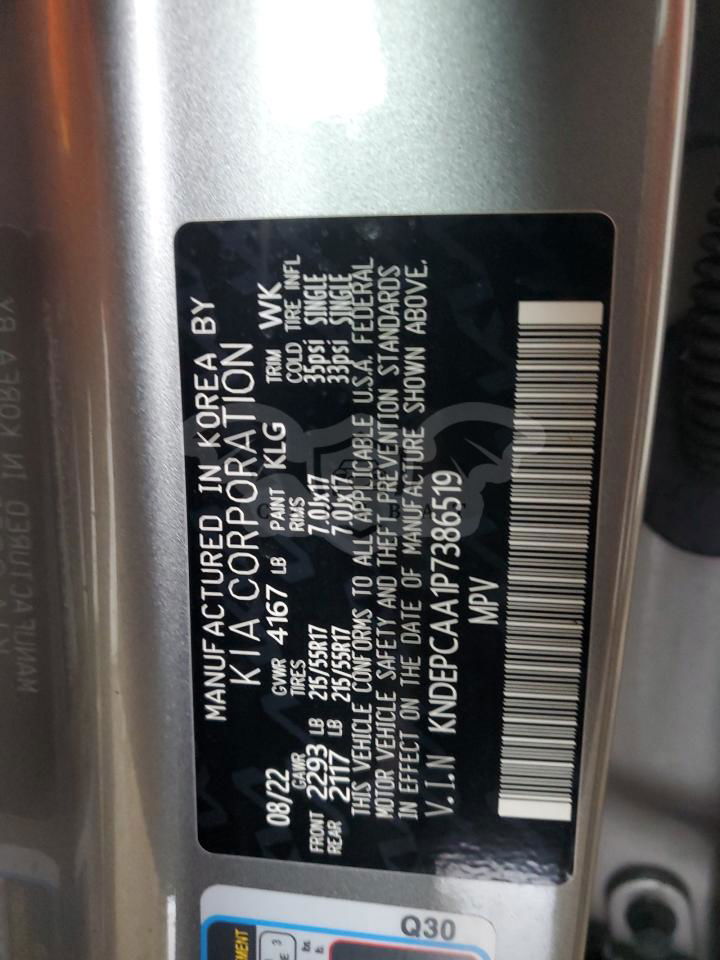 MANUFACTURED IN KOREA BY
KIA CORPORATION
08/22 GVWR 4167 LB PAINT KLG TRIM WK
GAWR TIRES RIMS COLD TIRE INFL
FRONT 2293 LB 215/55R17 7.0Jx17 35psi SINGLE
REAR 2117 LB 215/55R17 7.0Jx17 33psi SINGLE
THIS VEHICLE CONFORMS TO ALL APPLICABLE U.S.A. FEDERAL
MOTOR VEHICLE SAFETY AND THEFT PREVENTION STANDARDS
IN EFFECT ON THE DATE OF MANUFACTURE SHOWN ABOVE.
V.I.N KNDEPCAA1P7386519
MPV
Q30